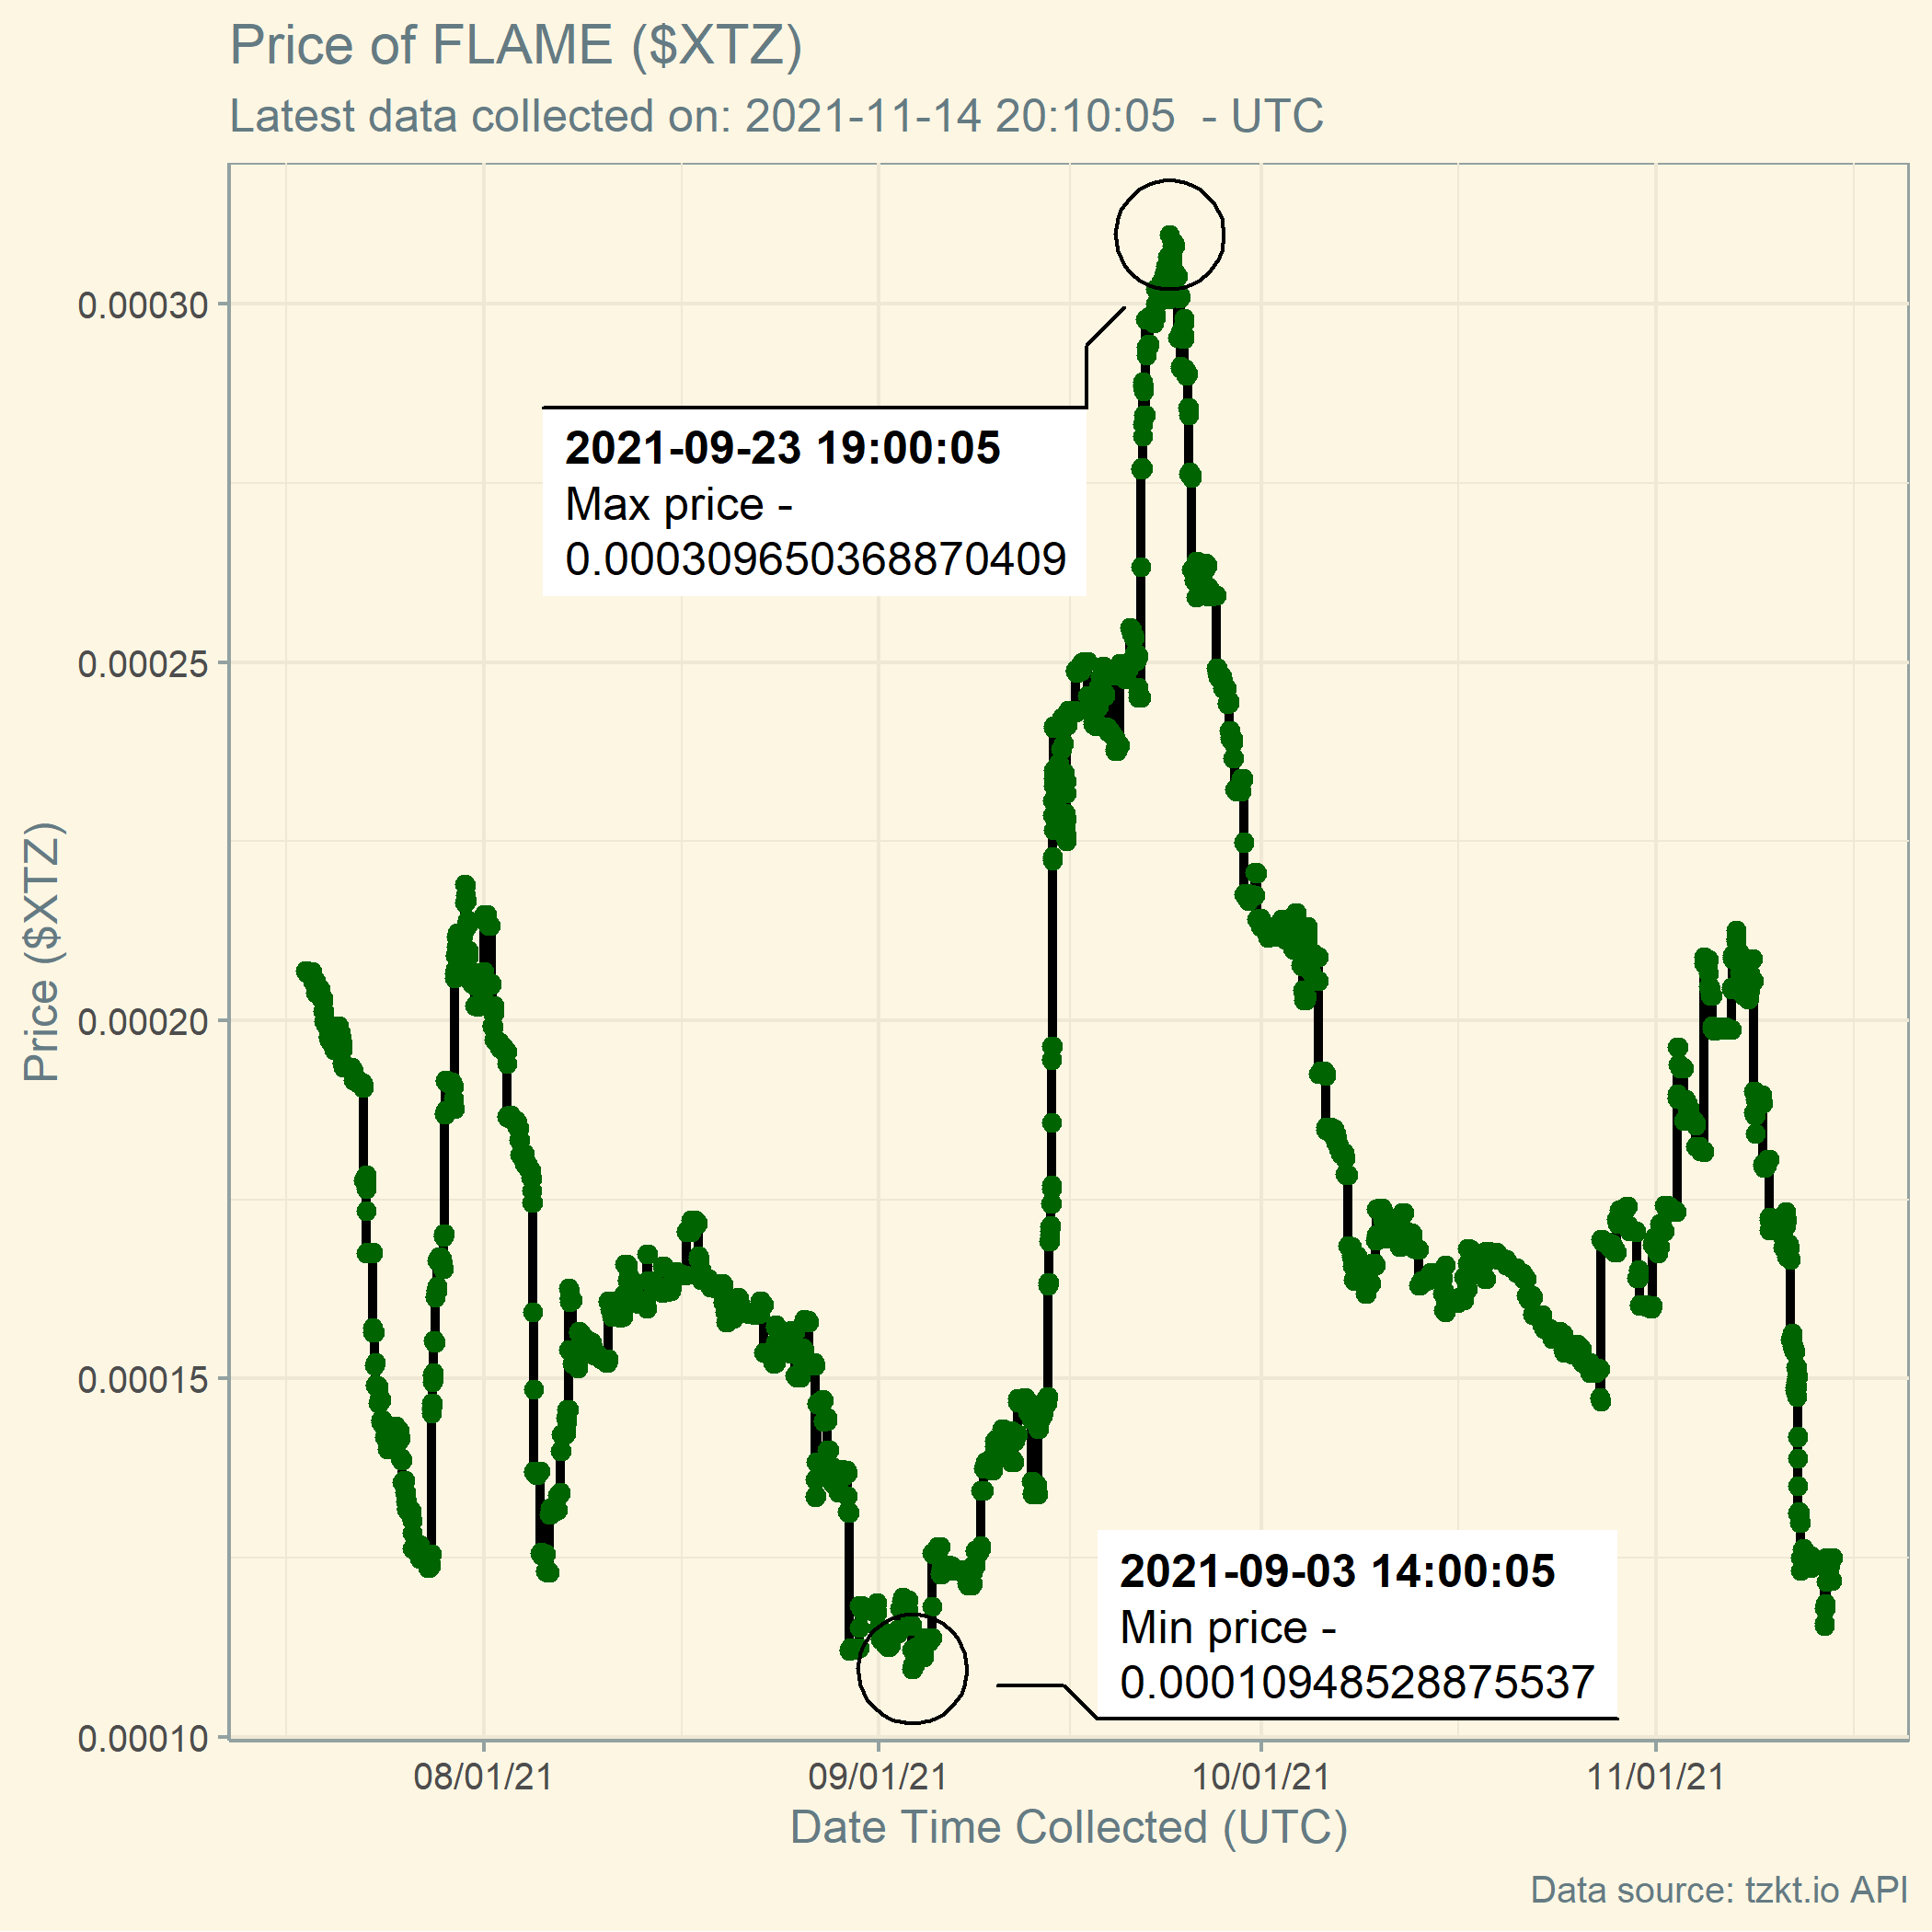 Price of FLAME ($XTZ)
Latest data collected on: 2021-11-14 20:10:05  - UTC
0.00030
0.00025
0.00020
0.00015
0.00010
Price ($XTZ)
2021-09-23 19:00:05
Max price -
0.000309650368870409
2021-09-03 14:00:05
Min price -
0.000109485288755537
08/01/21
09/01/21
10/01/21
11/01/21
Date Time Collected (UTC)
Data source: tzkt.io API